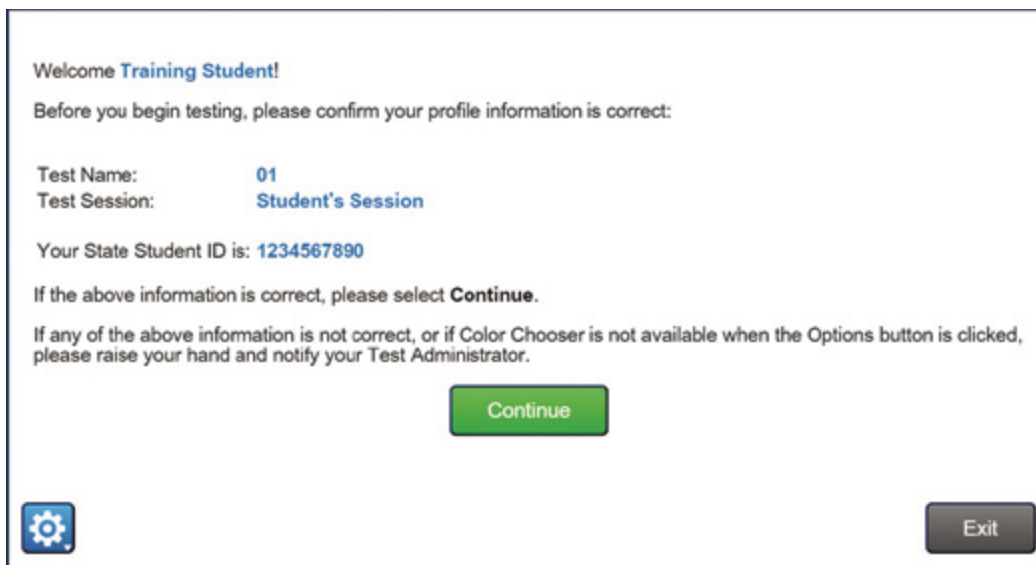 Welcome Training Student!
Before you begin testing, please confirm your profile information is correct:
Test Name: 01
Test Session: Student's Session
Your State Student ID is: 1234567890
If the above information is correct, please select Continue.
If any of the above information is not correct, or if Color Chooser is not available when the Options button is clicked,
please raise your hand and notify your Test Administrator.
Continue
Exit